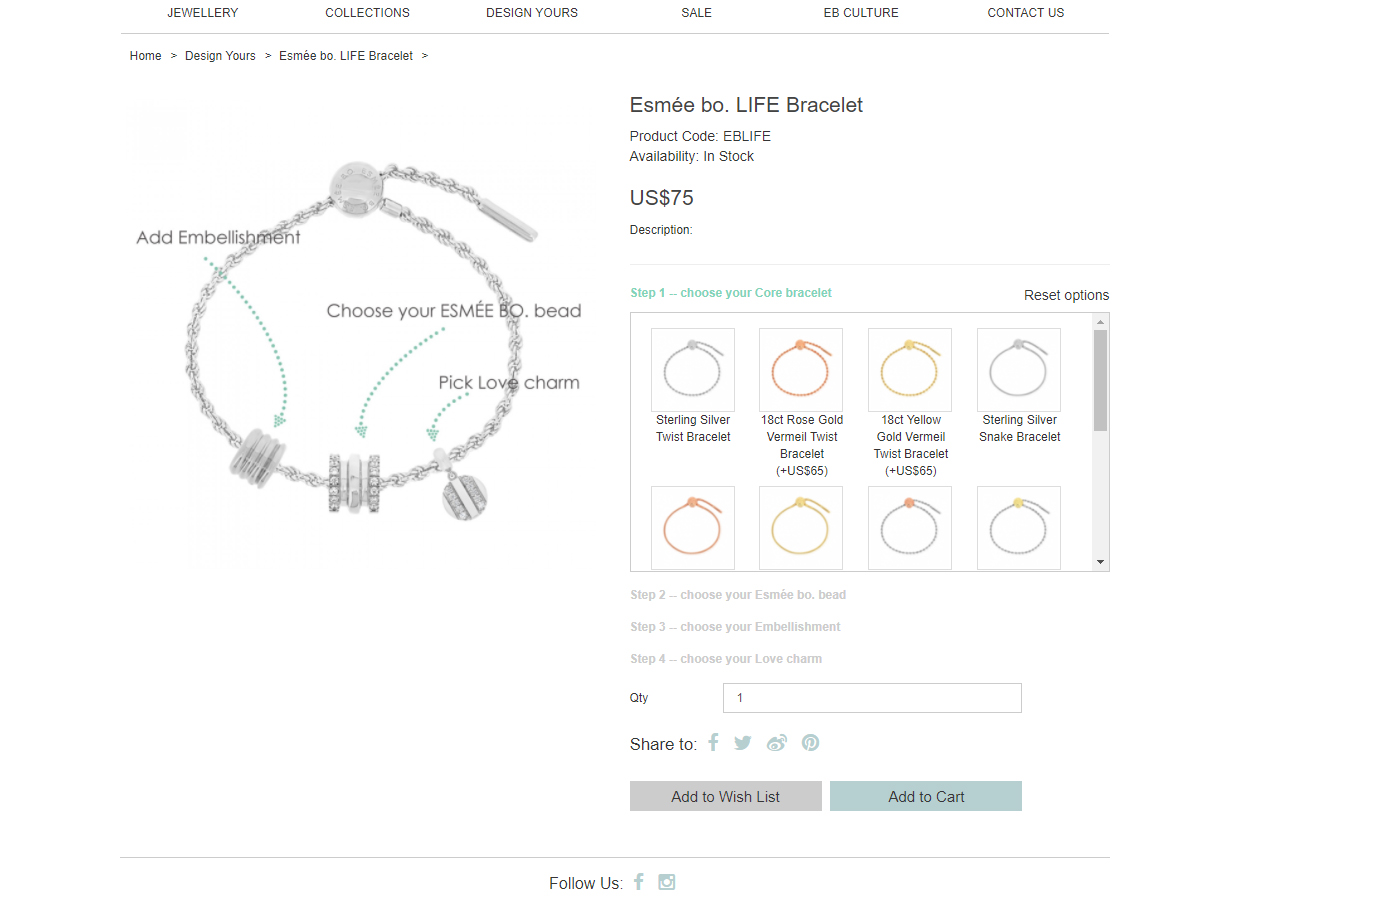 JEWELLERY COLLECTIONS DESIGN YOURS SALE EB CULTURE CONTACT US
Home > Design Yours > Esmée bo. LIFE Bracelet >
Add Embellishment
Choose your ESMÉE BO. bead
Pick Love charm
Esmée bo. LIFE Bracelet
Product Code: EBLIFE
Availability: In Stock
US$75
Description:
Step 1 – choose your Core bracelet
Reset options
Sterling Silver
Twist Bracelet
18ct Rose Gold
Vermeil Twist
Bracelet
(+US$65)
18ct Yellow
Gold Vermeil
Twist Bracelet
(+US$65)
Sterling Silver
Snake Bracelet
Step 2 – choose your Esmée bo. bead
Step 3 – choose your Embellishment
Step 4 – choose your Love charm
Qty 1
Share to:
Add to Wish List Add to Cart
Follow Us: